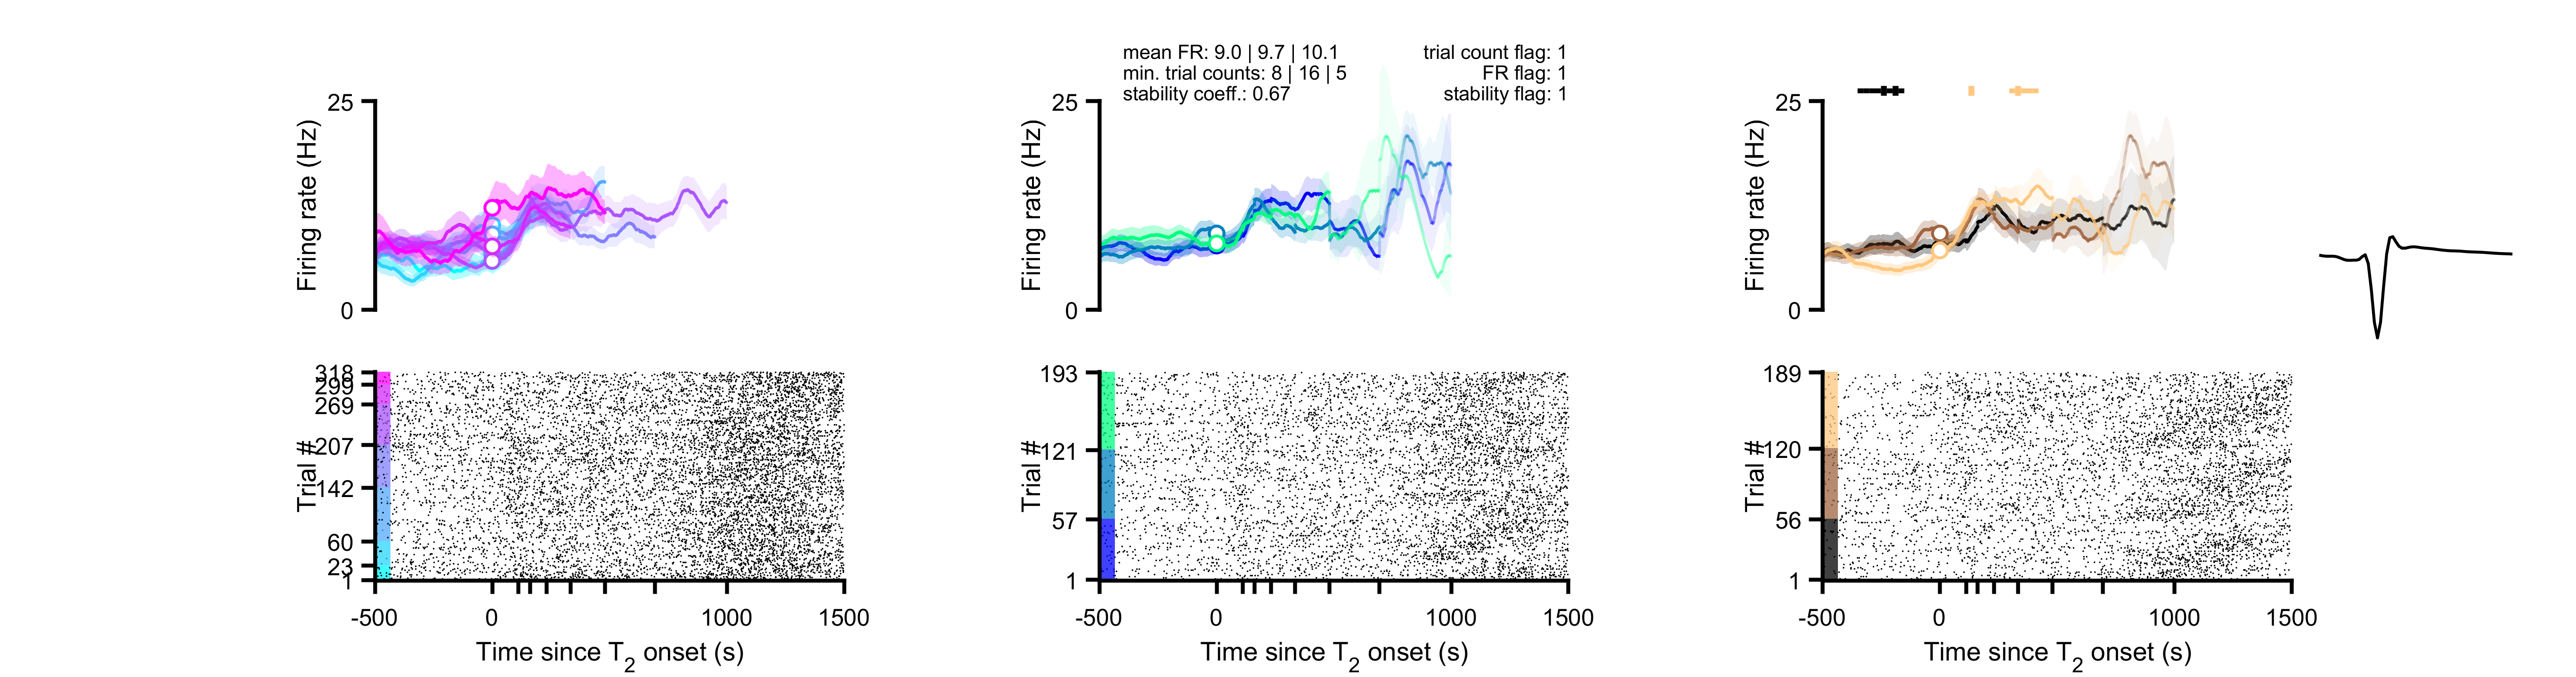 mean FR: 9.0 | 9.7 | 10.1
trial count flag: 1
min. trial counts: 8 | 16 | 5
FR flag: 1
stability coeff.: 0.67
stability flag: 1
25
Firing rate (Hz)
0
25
Firing rate (Hz)
0
25
Firing rate (Hz)
0
318
299
269
207
142
60
23
1
Trial #
-500
0
1000
1500
Time since T2 onset (s)
193
121
57
1
Trial #
-500
0
1000
1500
Time since T2 onset (s)
189
120
56
1
Trial #
-500
0
1000
1500
Time since T2 onset (s)